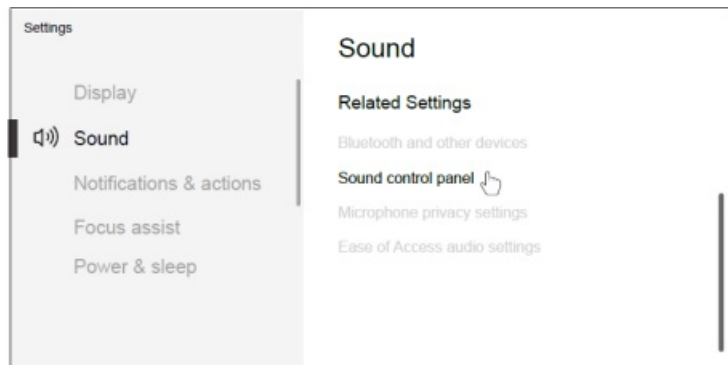 Settings
Display
Sound
Notifications & actions
Focus assist
Power & sleep
Sound
Related Settings
Bluetooth and other devices
Sound control panel
Microphone privacy settings
Ease of Access audio settings